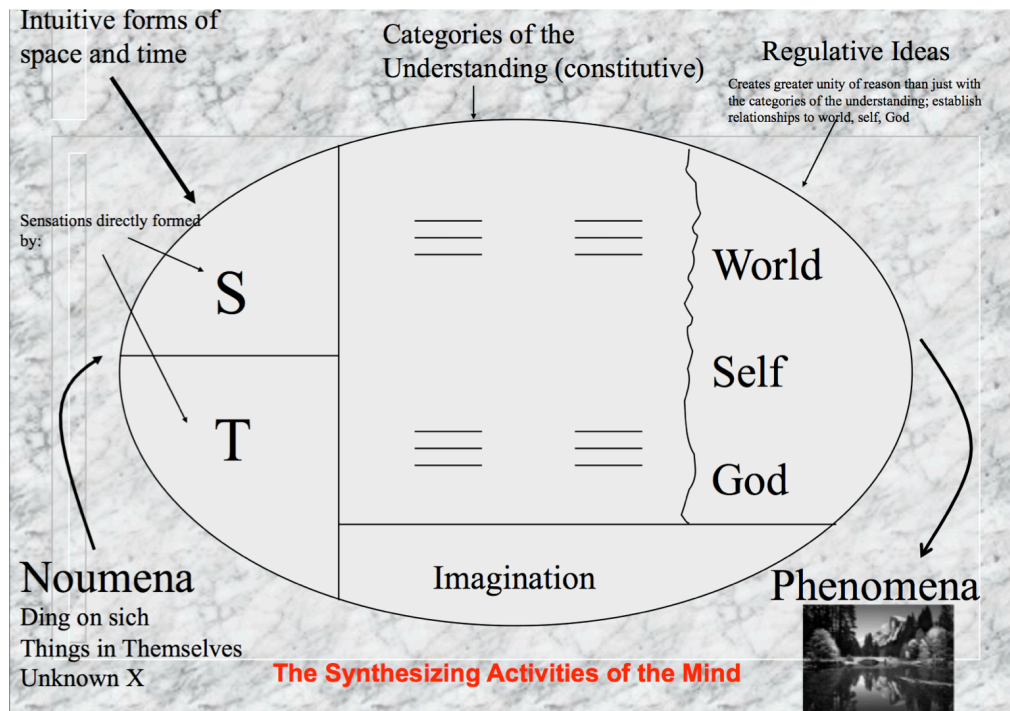 Intuitive forms of
space and time
Categories of the
Understanding (constitutive)
Regulative Ideas
Creates greater unity of reason than just with
the categories of the understanding; establish
relationships to world, self, God
Sensations directly formed
by:
S
T
World
Self
God
Imagination
Noumena
Ding on sich
Things in Themselves
Unknown X
Phenomena
The Synthesizing Activities of the Mind